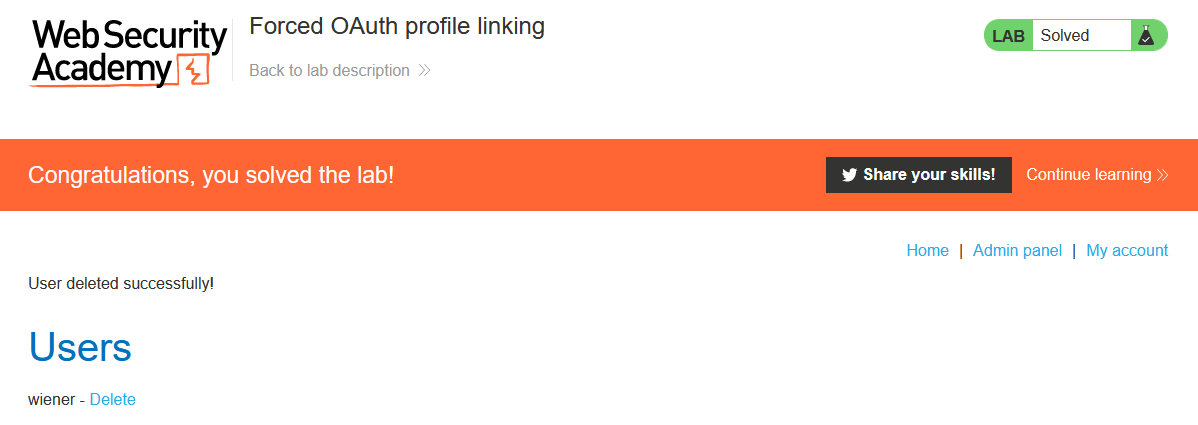 Web Security
Academy
Forced OAuth profile linking
Back to lab description
LAB Solved
Congratulations, you solved the lab!
Share your skills! Continue learning
Home | Admin panel | My account
User deleted successfully!
Users
wiener - Delete